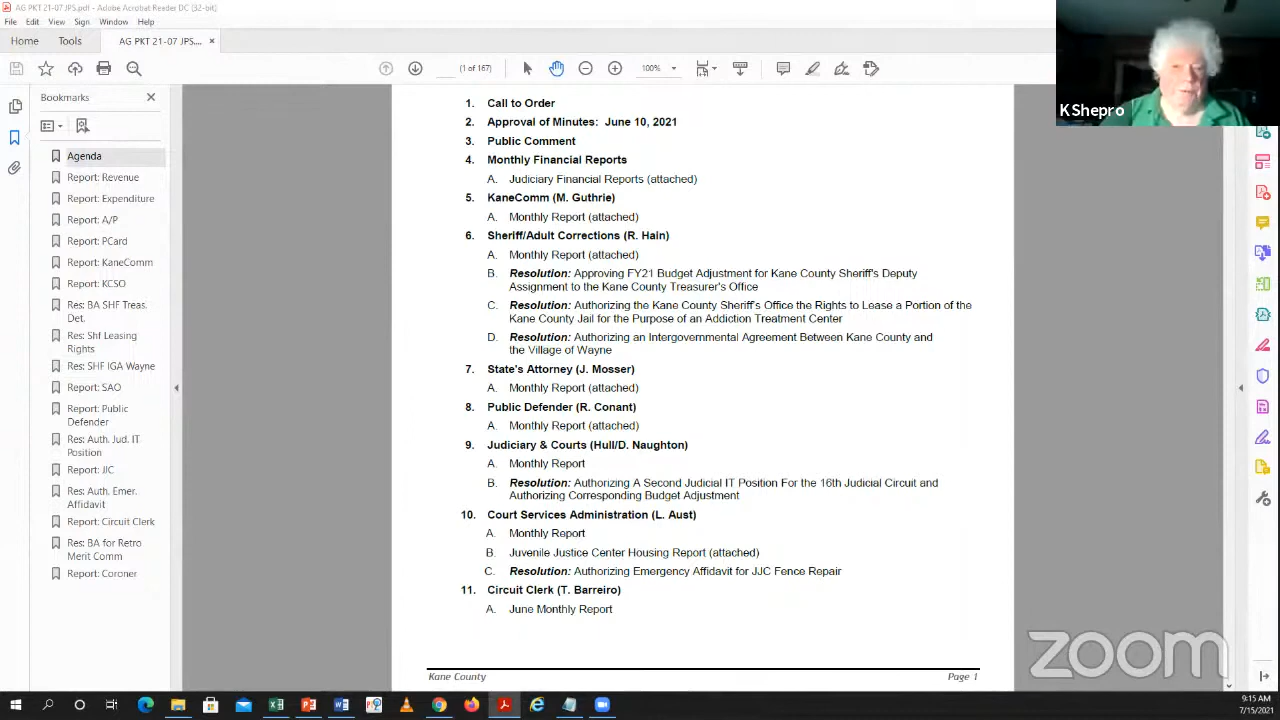 AG PKT 21-07 JPS.pdf - Adobe Acrobat Reader DC (32-bit)
File Edit View Sign Window Help
Home Tools AG PKT 21-07 JPS.... ×
(1 of 167) 100%
Bookmarks
Agenda
Report: Revenue
Report: Expenditure
Report: A/P
Report: PCard
Report: KaneComm
Report: KCSO
Res: BA SHF Treas.
Det.
Res: Shf Leasing
Rights
Res: SHF IGA Wayne
Report: SAO
Report: Public
Defender
Res: Auth. Jud. IT
Position
Report: JJC
Res: Auth. Emer.
Affidavit
Report: Circuit Clerk
Res: BA for Retro
Merit Comm
Report: Coroner
1. Call to Order
2. Approval of Minutes: June 10, 2021
3. Public Comment
4. Monthly Financial Reports
A. Judiciary Financial Reports (attached)
5. KaneComm (M. Guthrie)
A. Monthly Report (attached)
6. Sheriff/Adult Corrections (R. Hain)
A. Monthly Report (attached)
B. Resolution: Approving FY21 Budget Adjustment for Kane County Sheriff's Deputy
Assignment to the Kane County Treasurer's Office
C. Resolution: Authorizing the Kane County Sheriff's Office the Rights to Lease a Portion of the
Kane County Jail for the Purpose of an Addiction Treatment Center
D. Resolution: Authorizing an Intergovernmental Agreement Between Kane County and
the Village of Wayne
7. State's Attorney (J. Mosser)
A. Monthly Report (attached)
8. Public Defender (R. Conant)
A. Monthly Report (attached)
9. Judiciary & Courts (Hull/D. Naughton)
A. Monthly Report
B. Resolution: Authorizing A Second Judicial IT Position For the 16th Judicial Circuit and
Authorizing Corresponding Budget Adjustment
10. Court Services Administration (L. Aust)
A. Monthly Report
B. Juvenile Justice Center Housing Report (attached)
C. Resolution: Authorizing Emergency Affidavit for JJC Fence Repair
11. Circuit Clerk (T. Barreiro)
A. June Monthly Report
Kane County Page 1
K Shepro
zoom
9:15 AM
7/15/2021